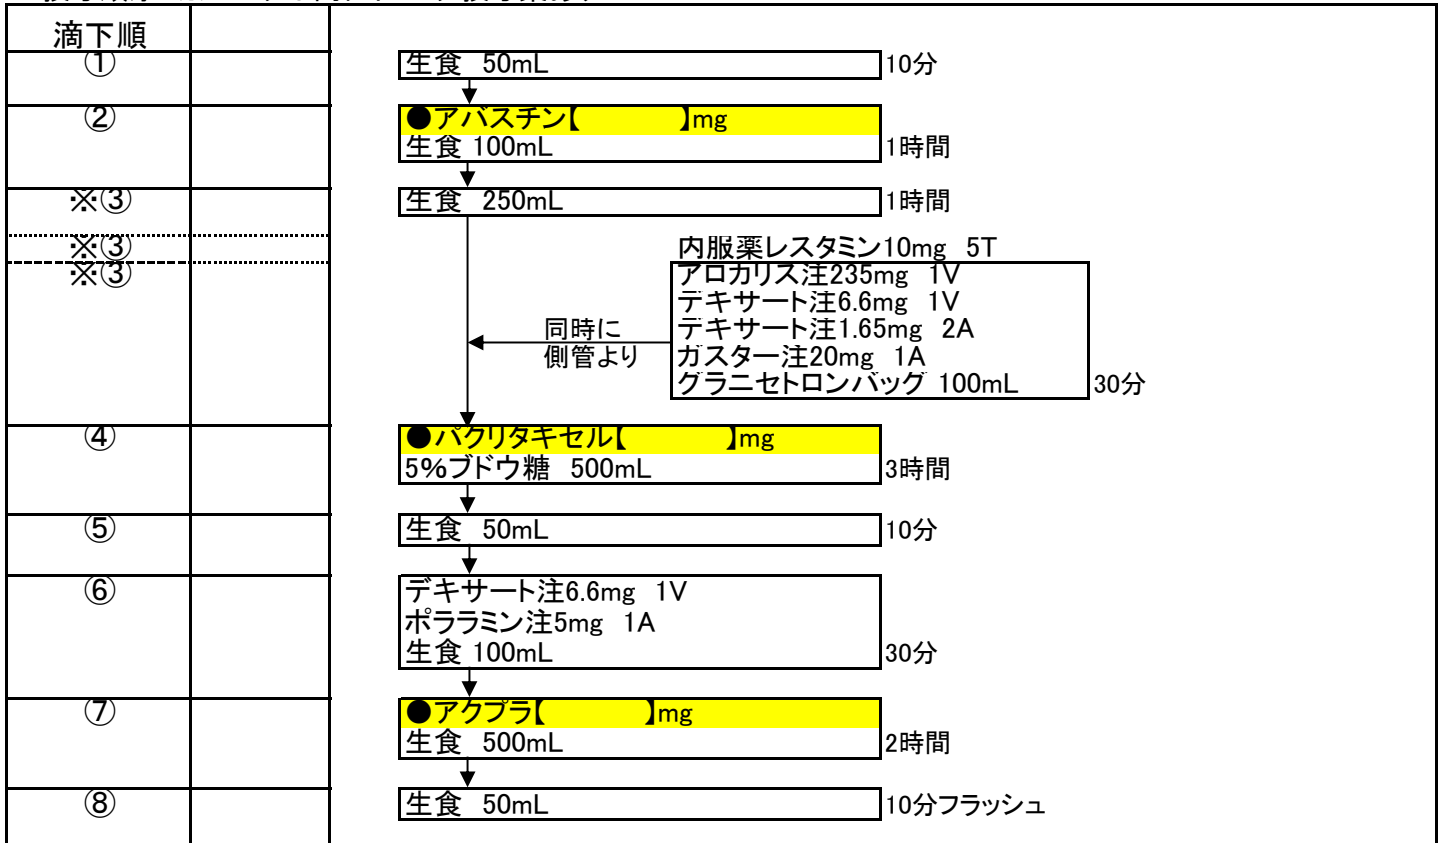 滴下順
① 生食 50mL 10分
② ●アバスチン【　　　】mg
生食 100mL 1時間
※③ 生食 250mL 1時間
※③ 内服薬レスタミン10mg 5T
※③ アロカリス注235mg 1V
デキサート注6.6mg 1V
同時に デキサート注1.65mg 2A
側管より ガスター注20mg 1A
グラニセトロンバッグ 100mL 30分
④ ●パクリタキセル【　　　】mg
5%ブドウ糖 500mL 3時間
⑤ 生食 50mL 10分
⑥ デキサート注6.6mg 1V
ポララミン注5mg 1A
生食 100mL 30分
⑦ ●アクプラ【　　　】mg
生食 500mL 2時間
⑧ 生食 50mL 10分フラッシュ